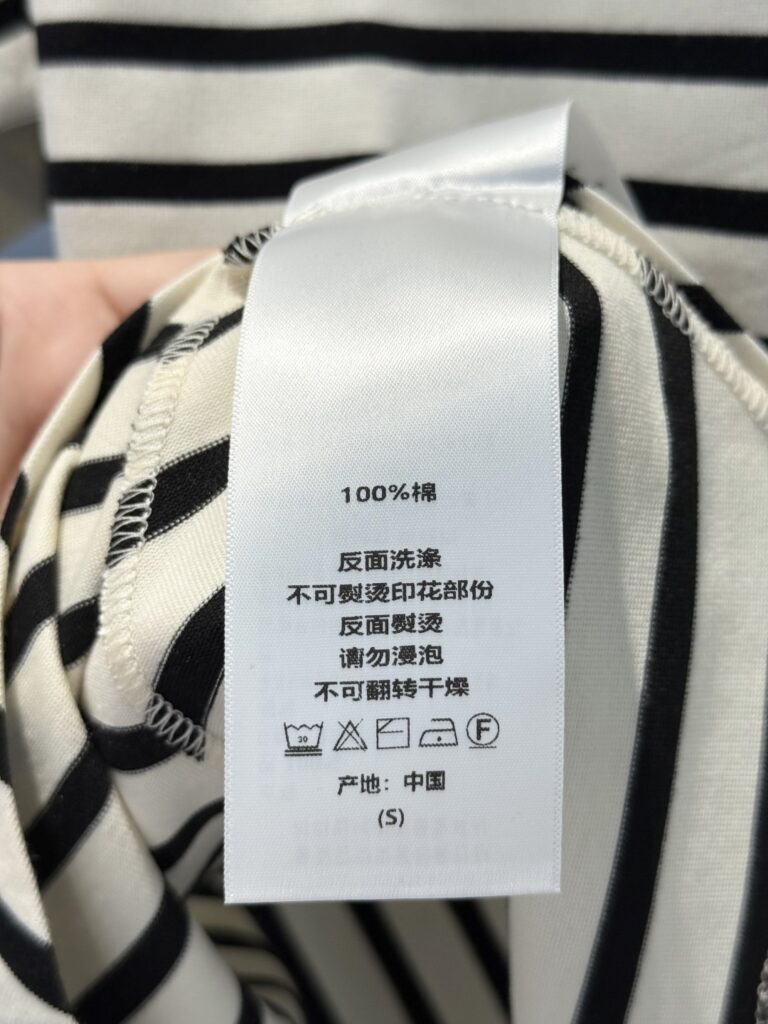 100%棉
反面洗涤
不可熨烫印花部份
反面熨烫
请勿漫泡
不可翻转干燥
30
F
产地：中国
(S)